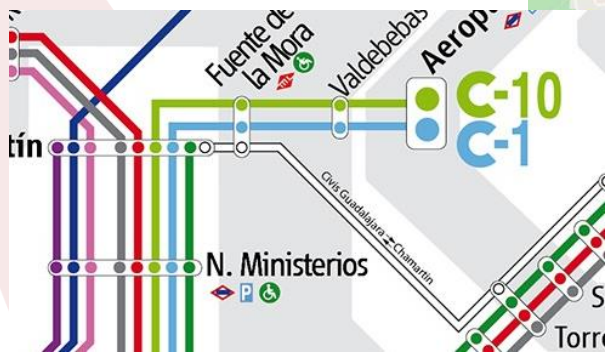 Fuente de
la Mora
Valdebebas
Aerop
C-10
C-1
tín
Civis Guadalajara
Chamartín
N. Ministerios
P
S
Torre